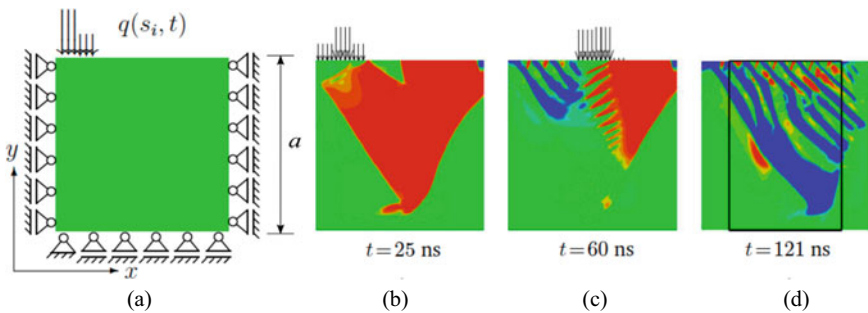 q(s_i, t)
a
y
x
t = 25 ns
t = 60 ns
t = 121 ns
(a)
(b)
(c)
(d)